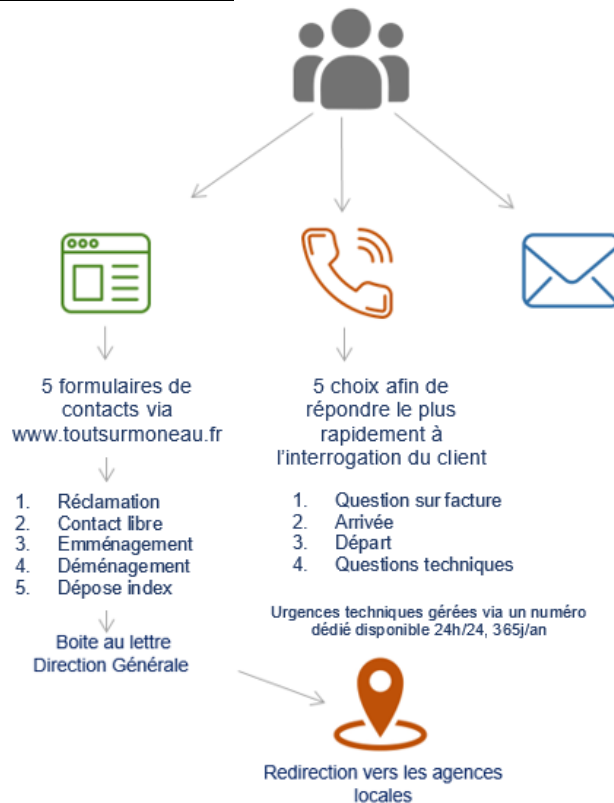 5 formulaires de
contacts via
www.toutsurmoneau.fr
1. Réclamation
2. Contact libre
3. Emménagement
4. Déménagement
5. Dépose index
Boite au lettre
Direction Générale
5 choix afin de
répondre le plus
rapidement à
l'interrogation du client
1. Question sur facture
2. Arrivée
3. Départ
4. Questions techniques
Urgences techniques gérées via un numéro
dédié disponible 24h/24, 365j/an
Redirection vers les agences
locales